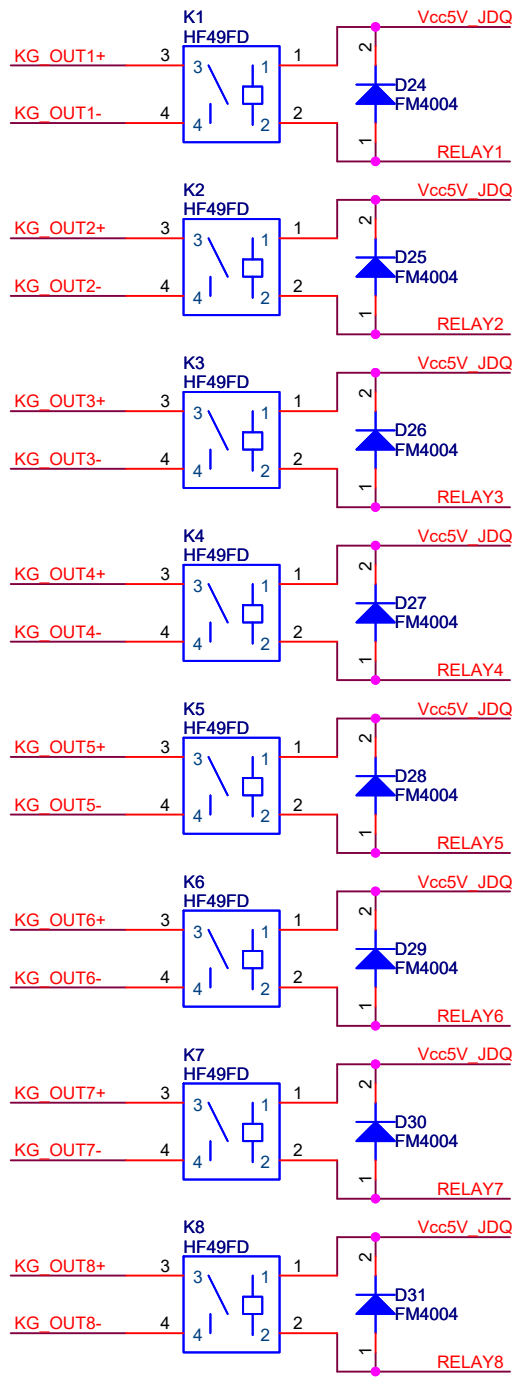 K1
HF49FD
Vcc5V_JDQ
KG_OUT1+ 3 3 1 1 2 D24
FM4004
KG_OUT1- 4 4 2 2 1
RELAY1
K2
HF49FD
Vcc5V_JDQ
KG_OUT2+ 3 3 1 1 2 D25
FM4004
KG_OUT2- 4 4 2 2 1
RELAY2
K3
HF49FD
Vcc5V_JDQ
KG_OUT3+ 3 3 1 1 2 D26
FM4004
KG_OUT3- 4 4 2 2 1
RELAY3
K4
HF49FD
Vcc5V_JDQ
KG_OUT4+ 3 3 1 1 2 D27
FM4004
KG_OUT4- 4 4 2 2 1
RELAY4
K5
HF49FD
Vcc5V_JDQ
KG_OUT5+ 3 3 1 1 2 D28
FM4004
KG_OUT5- 4 4 2 2 1
RELAY5
K6
HF49FD
Vcc5V_JDQ
KG_OUT6+ 3 3 1 1 2 D29
FM4004
KG_OUT6- 4 4 2 2 1
RELAY6
K7
HF49FD
Vcc5V_JDQ
KG_OUT7+ 3 3 1 1 2 D30
FM4004
KG_OUT7- 4 4 2 2 1
RELAY7
K8
HF49FD
Vcc5V_JDQ
KG_OUT8+ 3 3 1 1 2 D31
FM4004
KG_OUT8- 4 4 2 2 1
RELAY8